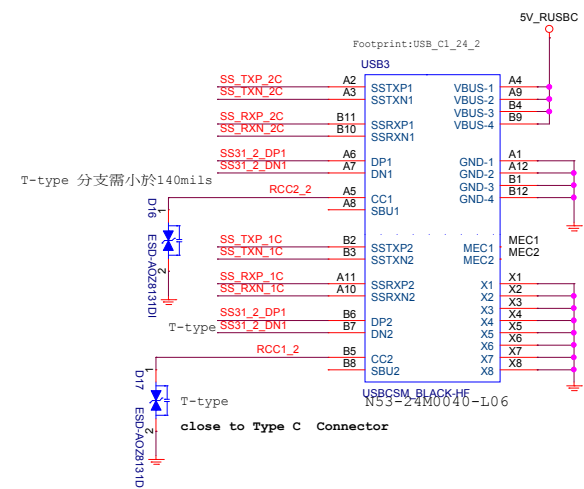 5V_RUSBC
Footprint:USB_C1_24_2
USB3
SS_TXP_2C A2 SSTXP1 VBUS-1 A4
SS_TXN_2C A3 SSTXN1 VBUS-2 A9
VBUS-3 B4
SS_RXP_2C B11 SSRXP1 VBUS-4 B9
SS_RXN_2C B10 SSRXN1
SS31_2_DP1 A6 DP1 GND-1 A1
SS31_2_DN1 A7 DN1 GND-2 A12
T-type 分支需小於140mils
GND-3 B1
RCC2_2 A5 CC1 GND-4 B12
A8 SBU1
D16
1
2
ESD-AOZ8131DI
SS_TXP_1C B2 SSTXP2 MEC1 MEC1
SS_TXN_1C B3 SSTXN2 MEC2 MEC2
SS_RXP_1C A11 SSRXP2 X1 X1
SS_RXN_1C A10 SSRXN2 X2 X2
X3 X3
SS31_2_DP1 B6 DP2 X4 X4
T-type SS31_2_DN1 B7 DN2 X5 X5
X6 X6
RCC1_2 B5 CC2 X7 X7
B8 SBU2 X8 X8
D17
1
2
ESD-AOZ8131D
T-type
USBCSM_BLACK-HF
N53-24M0040-L06
close to Type C Connector